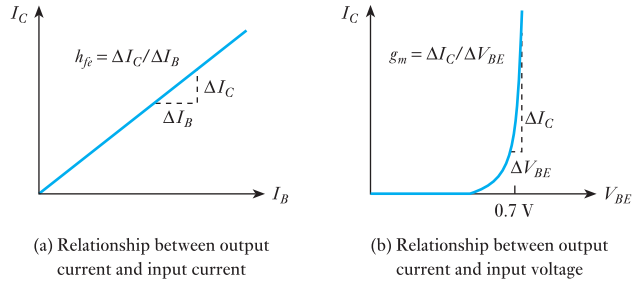 I_C
h_fe = ΔI_C/ΔI_B
ΔI_C
ΔI_B
I_B
(a) Relationship between output
current and input current
I_C
g_m = ΔI_C/ΔV_BE
ΔI_C
ΔV_BE
0.7 V
V_BE
(b) Relationship between output
current and input voltage